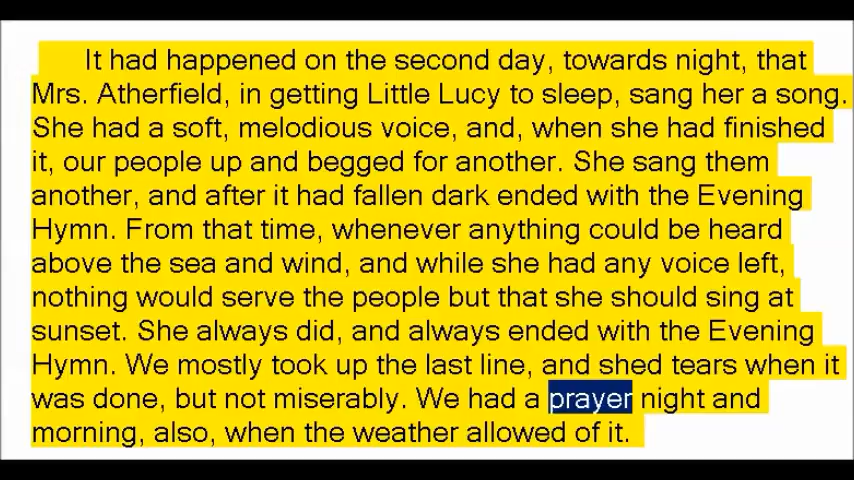 It had happened on the second day, towards night, that
Mrs. Atherfield, in getting Little Lucy to sleep, sang her a song.
She had a soft, melodious voice, and, when she had finished
it, our people up and begged for another. She sang them
another, and after it had fallen dark ended with the Evening
Hymn. From that time, whenever anything could be heard
above the sea and wind, and while she had any voice left,
nothing would serve the people but that she should sing at
sunset. She always did, and always ended with the Evening
Hymn. We mostly took up the last line, and shed tears when it
was done, but not miserably. We had a prayer night and
morning, also, when the weather allowed of it.